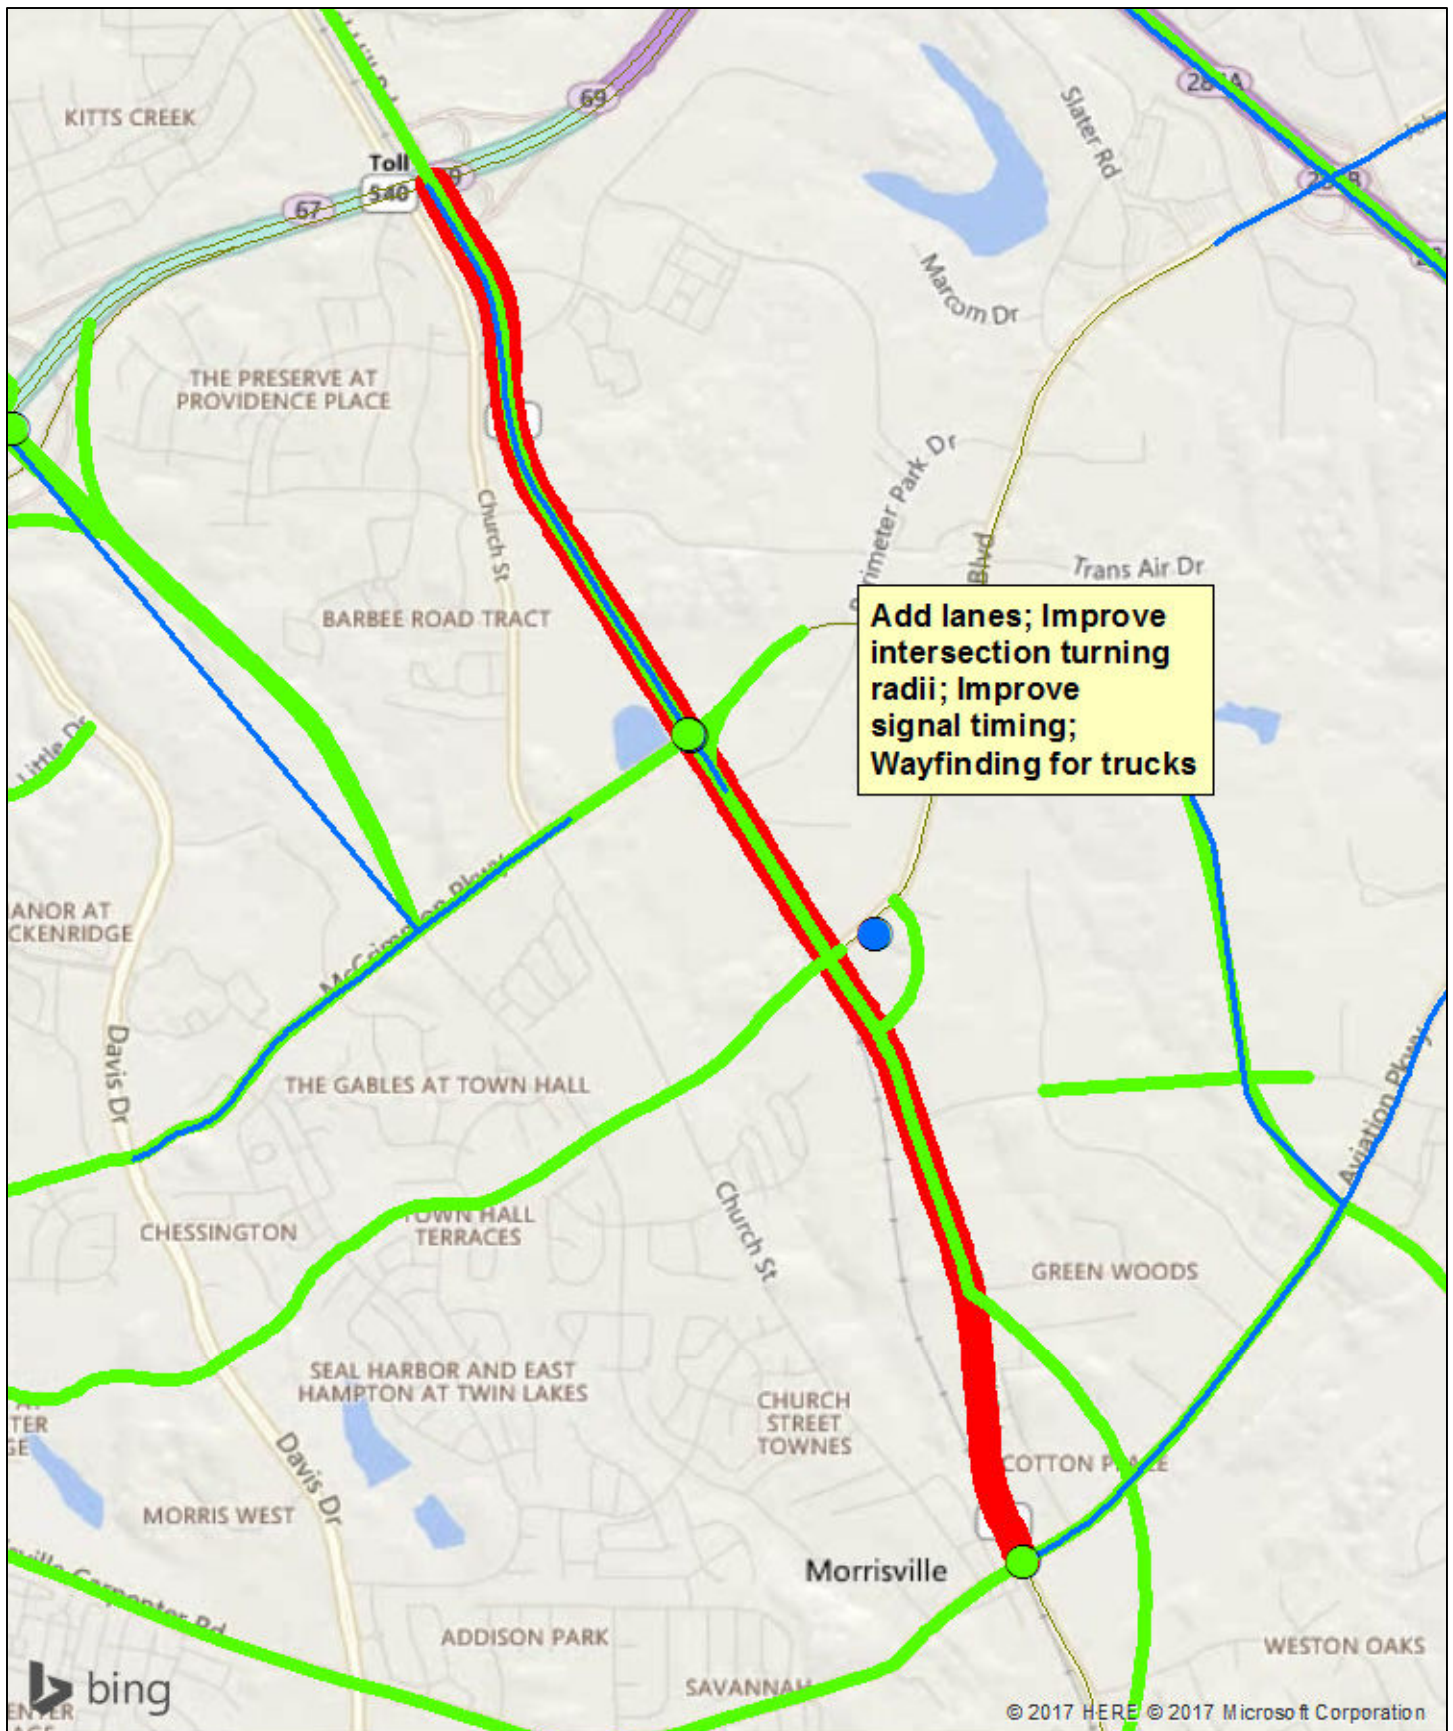 KITTS CREEK
69
Slater Rd
Toll
540
67
Marcom Dr
THE PRESERVE AT
PROVIDENCE PLACE
Church St
Blvd
Trans Air Dr
BARBEE ROAD TRACT
Add lanes; Improve
intersection turning
radii; Improve
signal timing;
Wayfinding for trucks
Little Dr
Davis Dr
Aviation Pkwy
THE GABLES AT TOWN HALL
CHESSINGTON
TOWN HALL
TERRACES
Church St
GREEN WOODS
SEAL HARBOR AND EAST
HAMPTON AT TWIN LAKES
CHURCH
STREET
TOWNES
Davis Dr
MORRIS WEST
Morrisville
ADDISON PARK
WESTON OAKS
SAVANNAH
bing
© 2017 HERE © 2017 Microsoft Corporation